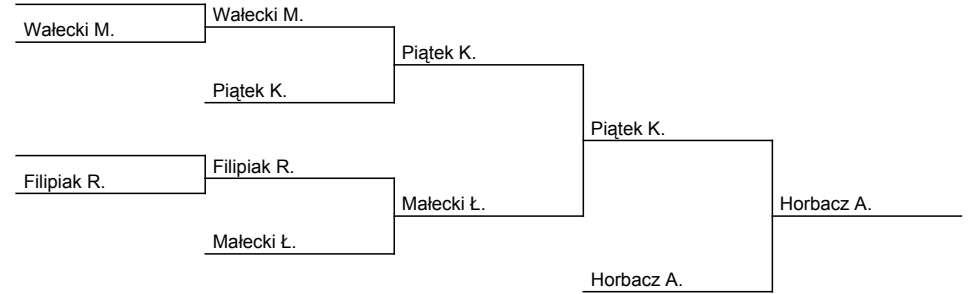 Wałecki M.
Wałecki M.
Piątek K.
Piątek K.
Piątek K.
Filipiak R.
Filipiak R.
Małecki Ł.
Horbacz A.
Małecki Ł.
Horbacz A.